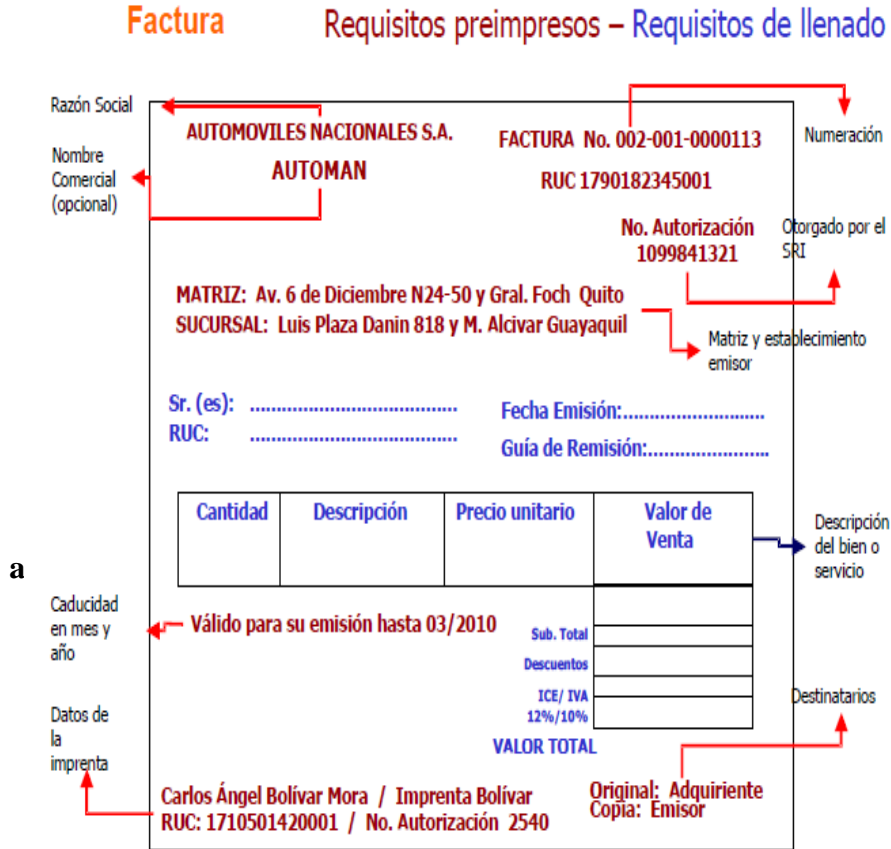 Factura Requisitos preimpresos – Requisitos de llenado
Razón Social
AUTOMOVILES NACIONALES S.A.
FACTURA No. 002-001-0000113
Numeración
Nombre
Comercial
(opcional)
AUTOMAN
RUC 1790182345001
No. Autorización
1099841321
Otorgado por el
SRI
MATRIZ: Av. 6 de Diciembre N24-50 y Gral. Foch Quito
SUCURSAL: Luis Plaza Danin 818 y M. Alcivar Guayaquil
Matriz y establecimiento
emisor
Sr. (es): .......................................
RUC: .......................................
Fecha Emisión:...........................
Guía de Remisión:.......................
Cantidad Descripción Precio unitario Valor de
Venta
Descripción
del bien o
servicio
a
Caducidad
en mes y
año
Válido para su emisión hasta 03/2010
Sub. Total
Descuentos
ICE/ IVA
12%/10%
VALOR TOTAL
Destinatarios
Datos de
la
imprenta
Carlos Ángel Bolívar Mora / Imprenta Bolívar
RUC: 1710501420001 / No. Autorización 2540
Original: Adquiriente
Copia: Emisor